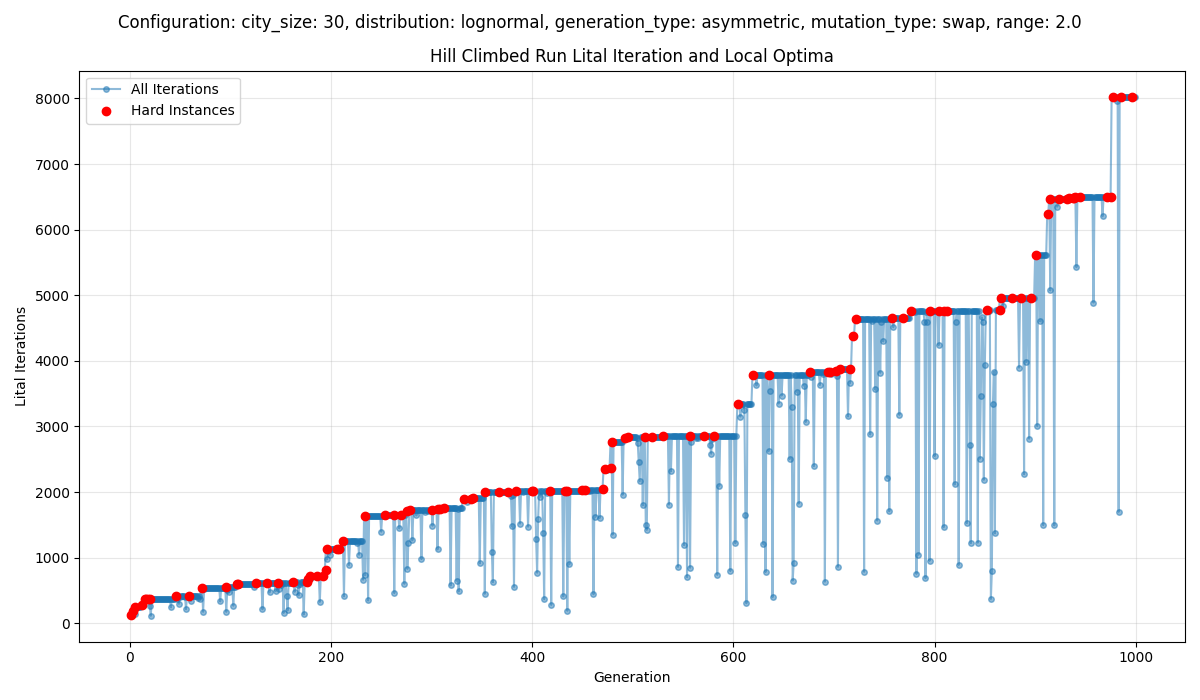 Configuration: city_size: 30, distribution: lognormal, generation_type: asymmetric, mutation_type: swap, range: 2.0
Hill Climbed Run Lital Iteration and Local Optima
All Iterations
Hard Instances
Lital Iterations
8000
7000
6000
5000
4000
3000
2000
1000
0
0 200 400 600 800 1000
Generation